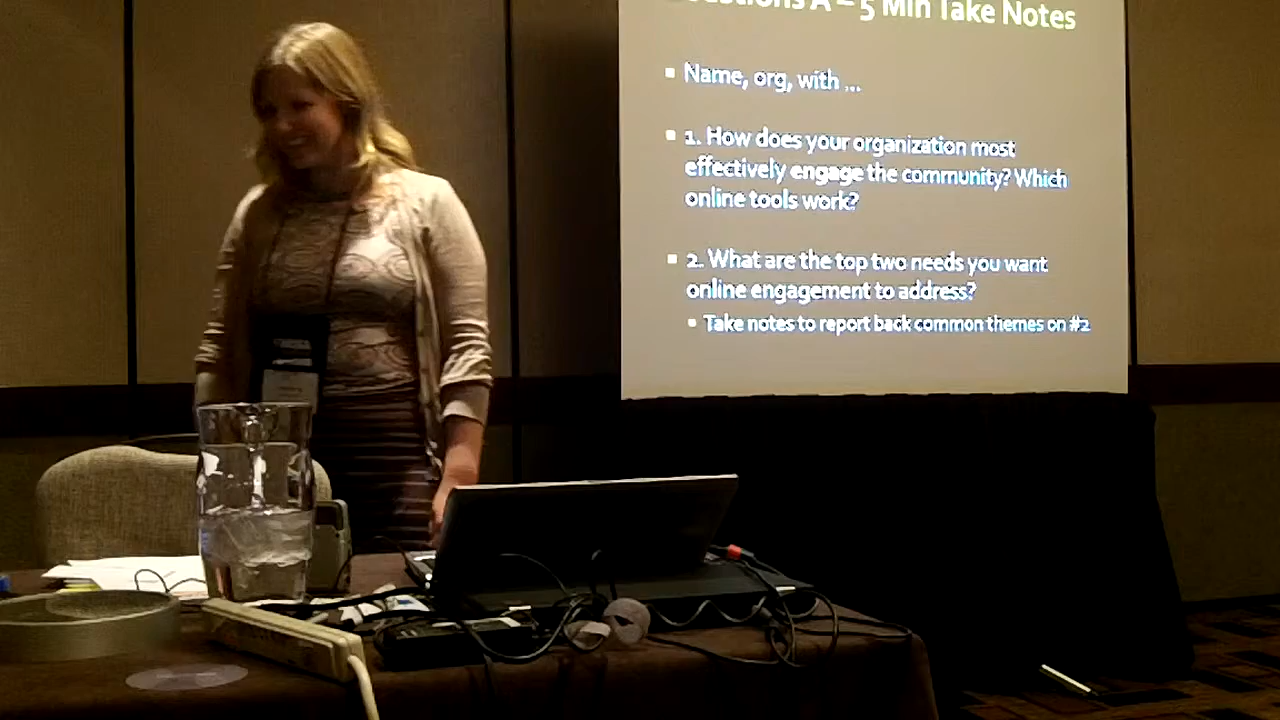 A – 5 Min Take Notes
Name, org, with ...
1. How does your organization most
effectively engage the community? Which
online tools work?
2. What are the top two needs you want
online engagement to address?
Take notes to report back common themes on #2